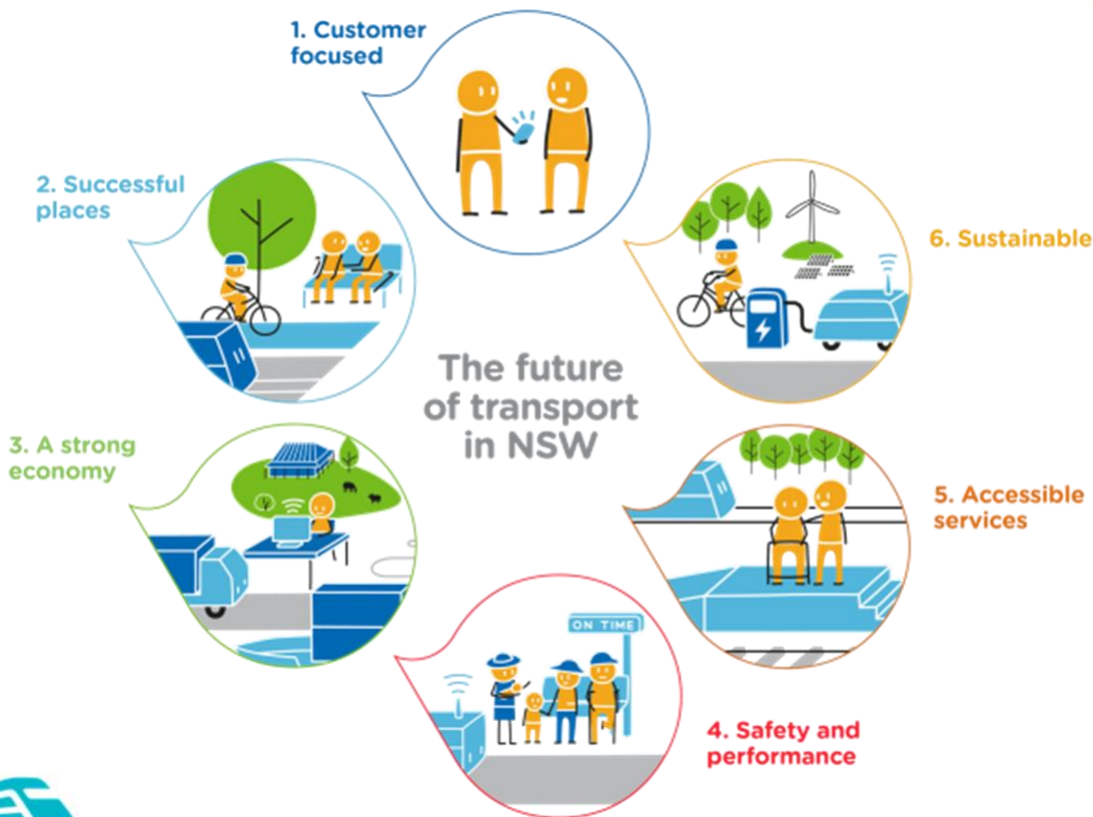 1. Customer
focused
2. Successful
places
6. Sustainable
The future
of transport
in NSW
3. A strong
economy
5. Accessible
services
ON TIME
4. Safety and
performance